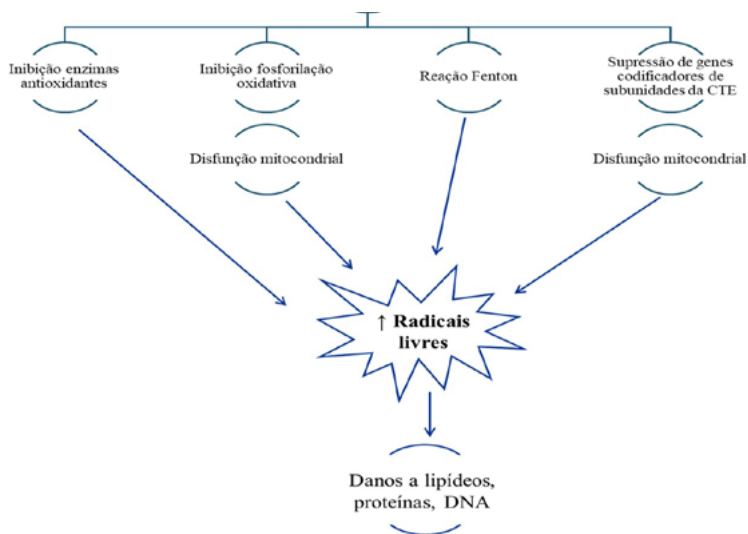 Inibição enzimas
antioxidantes
Inibição fosforilação
oxidativa
Reação Fenton
Supressão de genes
codificadores de
subunidades da CTE
Disfunção mitocondrial
Disfunção mitocondrial
↑ Radicais
livres
Danos a lipídeos,
proteínas, DNA